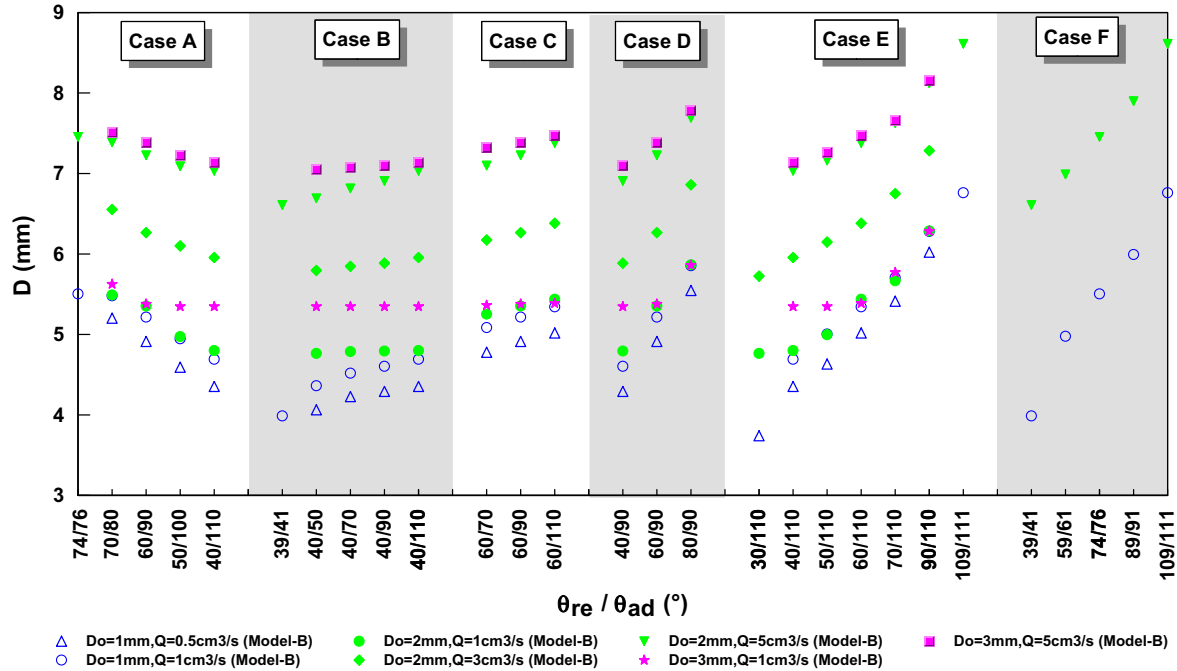 9
8
7
6
5
4
3
D (mm)
Case A
Case B
Case C
Case D
Case E
Case F
74/76
70/80
60/90
50/100
40/110
39/41
40/50
40/70
40/90
40/110
60/70
60/90
60/110
40/90
60/90
80/90
30/110
40/110
50/110
60/110
70/110
90/110
109/111
39/41
59/61
74/76
89/91
109/111
θre / θad (°)
Do=1mm,Q=0.5cm3/s (Model-B)
Do=2mm,Q=1cm3/s (Model-B)
Do=2mm,Q=5cm3/s (Model-B)
Do=3mm,Q=5cm3/s (Model-B)
Do=1mm,Q=1cm3/s (Model-B)
Do=2mm,Q=3cm3/s (Model-B)
Do=3mm,Q=1cm3/s (Model-B)